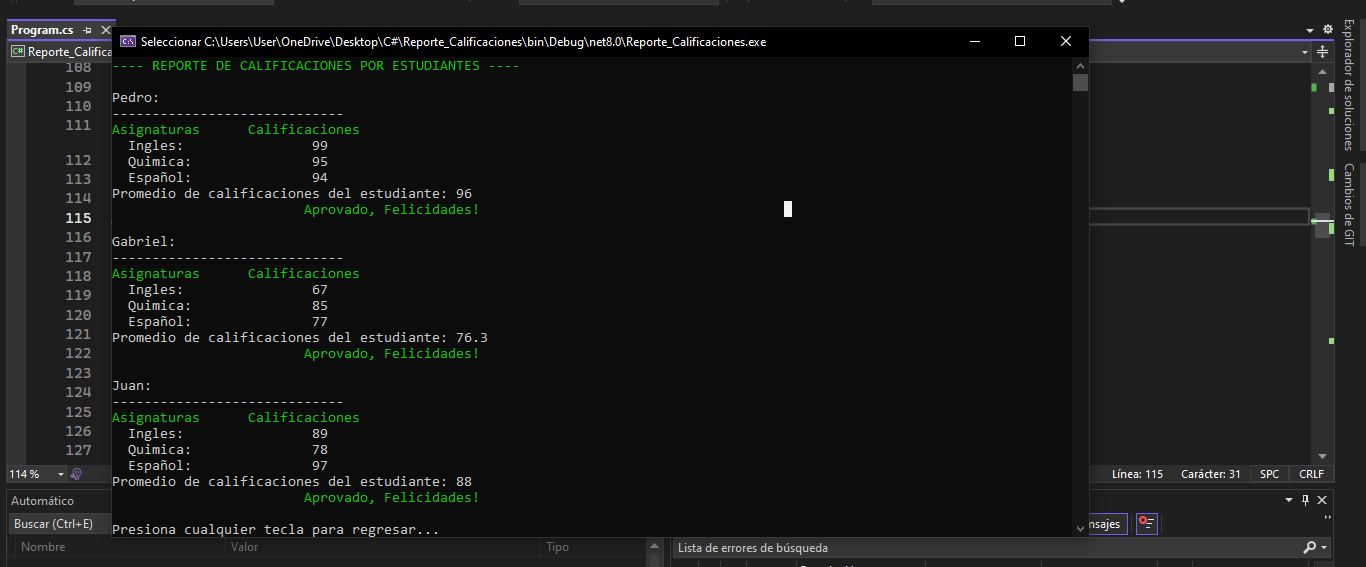 Program.cs
Seleccionar C:\Users\User\OneDrive\Desktop\C#\Reporte_Calificaciones\bin\Debug\net8.0\Reporte_Calificaciones.exe
C# Reporte_Califica
---- REPORTE DE CALIFICACIONES POR ESTUDIANTES ----
Pedro:
-----------------------------
Asignaturas      Calificaciones
Ingles: 99
Quimica: 95
Español: 94
Promedio de calificaciones del estudiante: 96
Aprovado, Felicidades!
Gabriel:
-----------------------------
Asignaturas      Calificaciones
Ingles: 67
Quimica: 85
Español: 77
Promedio de calificaciones del estudiante: 76.3
Aprovado, Felicidades!
Juan:
-----------------------------
Asignaturas      Calificaciones
Ingles: 89
Quimica: 78
Español: 97
Promedio de calificaciones del estudiante: 88
Aprovado, Felicidades!
Presiona cualquier tecla para regresar...
108
109
110
111
112
113
114
115
116
117
118
119
120
121
122
123
124
125
126
127
Explorador de soluciones
Cambios de GIT
114 %
Línea: 115
Carácter: 31
SPC
CRLF
Automático
Buscar (Ctrl+E)
Nombre
Valor
Tipo
nsajes
Lista de errores de búsqueda